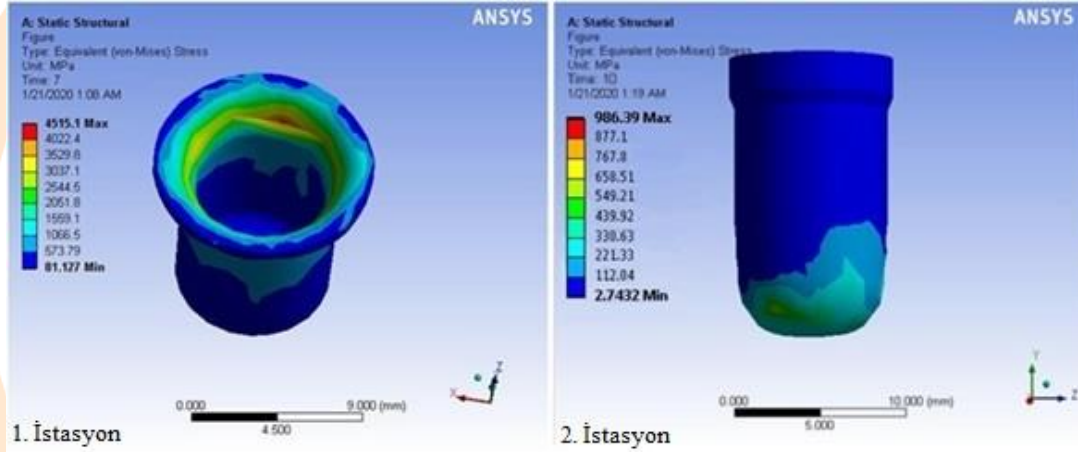 A: Static Structural
Figure
Type: Equivalent (von-Mises) Stress
Unit: MPa
Time: 7
1/21/2020 1:08 AM
ANSYS
4515.1 Max
4022.4
3529.8
3037.1
2544.5
2051.8
1559.1
1066.5
573.79
81.127 Min
Z
X
0.000
9.000 (mm)
4.500
1. İstasyon
A: Static Structural
Figure
Type: Equivalent (von-Mises) Stress
Unit: MPa
Time: 10
1/21/2020 1:19 AM
ANSYS
986.39 Max
877.1
767.8
658.51
549.21
439.92
330.63
221.33
112.04
2.7432 Min
Y
Z
0.000
10.000 (mm)
5.000
2. İstasyon